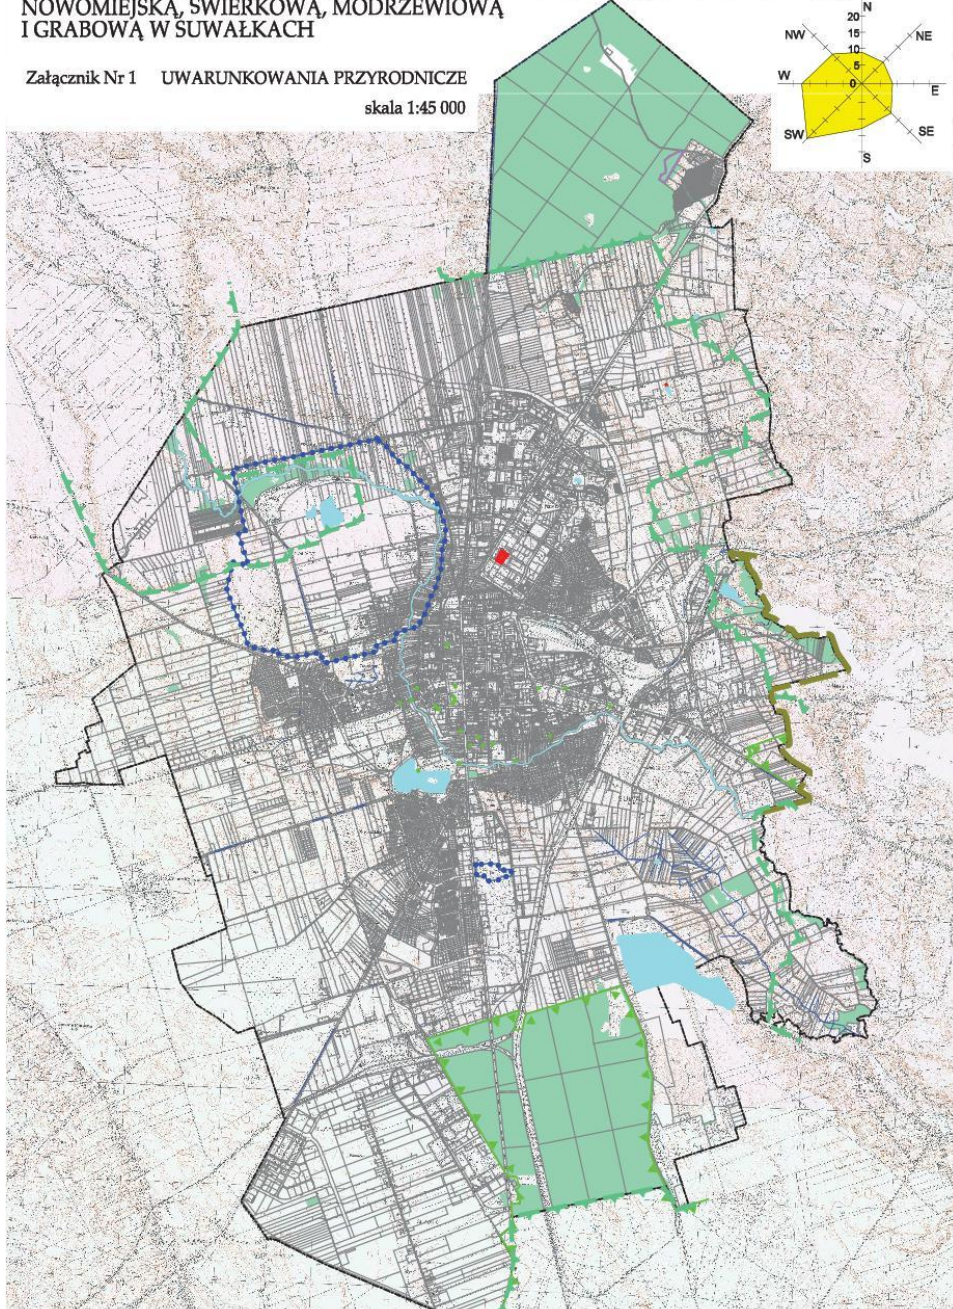 NOWOMIEJSKĄ, ŚWIERKOWĄ, MODRZEWIOWĄ
I GRABOWĄ W SUWAŁKACH
Załącznik Nr 1 UWARUNKOWANIA PRZYRODNICZE
skala 1:45 000
N
20
15
10
5
0
NW
NE
W
E
SW
SE
S